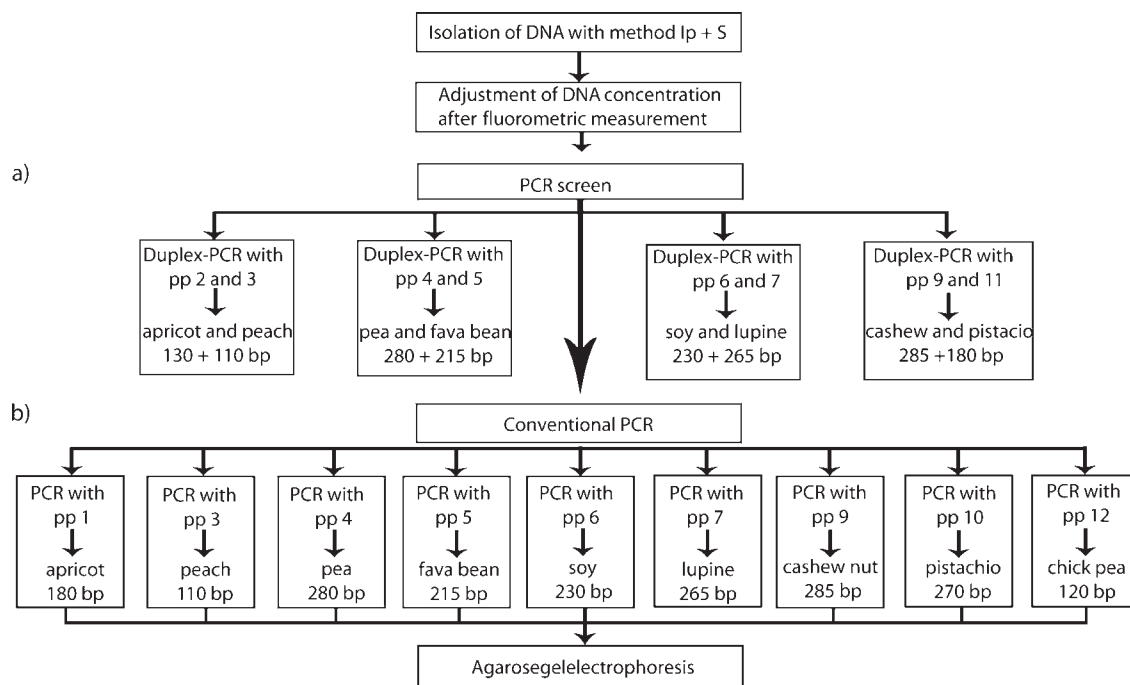 Isolation of DNA with method Ip + S
Adjustment of DNA concentration
after fluorometric measurement
a)
PCR screen
Duplex-PCR with
pp 2 and 3
apricot and peach
130 + 110 bp
Duplex-PCR with
pp 4 and 5
pea and fava bean
280 + 215 bp
Duplex-PCR with
pp 6 and 7
soy and lupine
230 + 265 bp
Duplex-PCR with
pp 9 and 11
cashew and pistacio
285 +180 bp
b)
Conventional PCR
PCR with
pp 1
apricot
180 bp
PCR with
pp 3
peach
110 bp
PCR with
pp 4
pea
280 bp
PCR with
pp 5
fava bean
215 bp
PCR with
pp 6
soy
230 bp
PCR with
pp 7
lupine
265 bp
PCR with
pp 9
cashew nut
285 bp
PCR with
pp 10
pistachio
270 bp
PCR with
pp 12
chick pea
120 bp
Agarosegelelectrophoresis